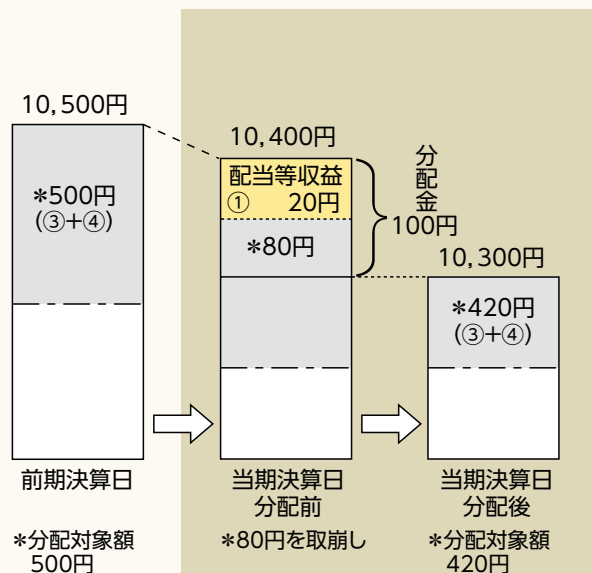 10,500円
*500円
(③+④)
10,400円
配当等収益
① 20円
*80円
分配金
100円
10,300円
*420円
(③+④)
前期決算日
当期決算日
分配前
当期決算日
分配後
*分配対象額
500円
*80円を取崩し
*分配対象額
420円